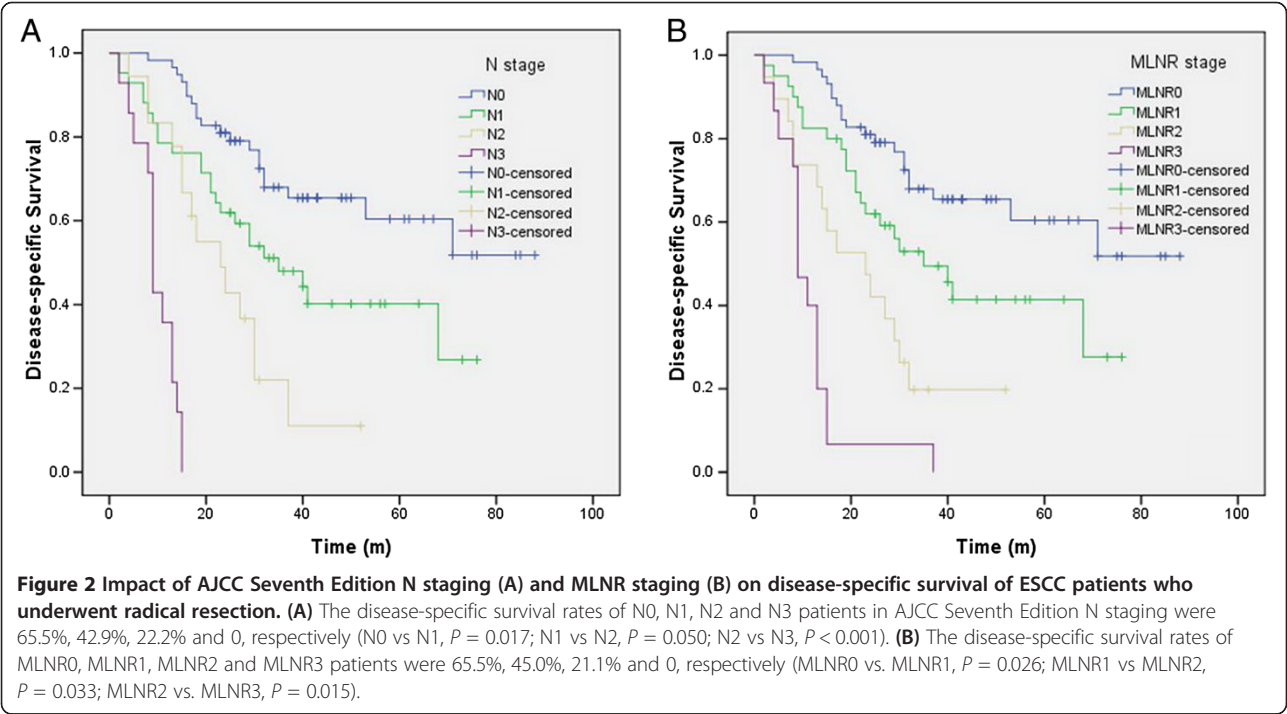 A
Disease-specific Survival
1.0
0.8
0.6
0.4
0.2
0.0
0 20 40 60 80 100
Time (m)
N stage
N0
N1
N2
N3
N0-censored
N1-censored
N2-censored
N3-censored
B
Disease-specific Survival
1.0
0.8
0.6
0.4
0.2
0.0
0 20 40 60 80 100
Time (m)
MLNR stage
MLNR0
MLNR1
MLNR2
MLNR3
MLNR0-censored
MLNR1-censored
MLNR2-censored
MLNR3-censored
Figure 2 Impact of AJCC Seventh Edition N staging (A) and MLNR staging (B) on disease-specific survival of ESCC patients who
underwent radical resection. (A) The disease-specific survival rates of N0, N1, N2 and N3 patients in AJCC Seventh Edition N staging were
65.5%, 42.9%, 22.2% and 0, respectively (N0 vs N1, P = 0.017; N1 vs N2, P = 0.050; N2 vs N3, P < 0.001). (B) The disease-specific survival rates of
MLNR0, MLNR1, MLNR2 and MLNR3 patients were 65.5%, 45.0%, 21.1% and 0, respectively (MLNR0 vs. MLNR1, P = 0.026; MLNR1 vs MLNR2,
P = 0.033; MLNR2 vs. MLNR3, P = 0.015).